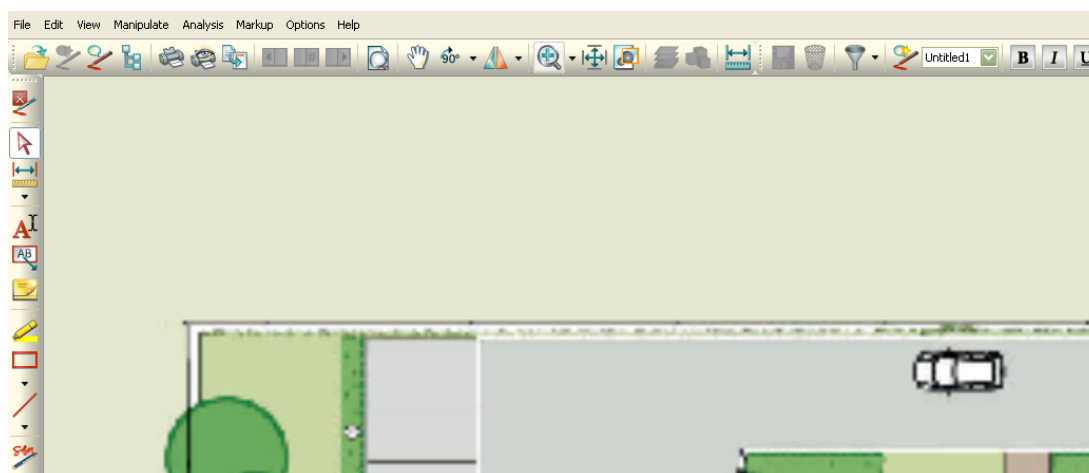 File Edit View Manipulate Analysis Markup Options Help
90° # Untitled1 B I U
A
AB